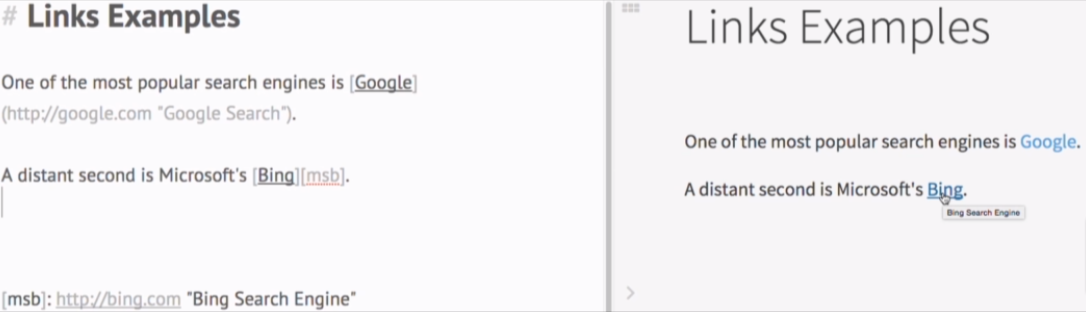 # Links Examples
One of the most popular search engines is [Google]
(http://google.com "Google Search").
A distant second is Microsoft's [Bing][msb].
[msb]: http://bing.com "Bing Search Engine"
Links Examples
One of the most popular search engines is Google.
A distant second is Microsoft's Bing.
Bing Search Engine